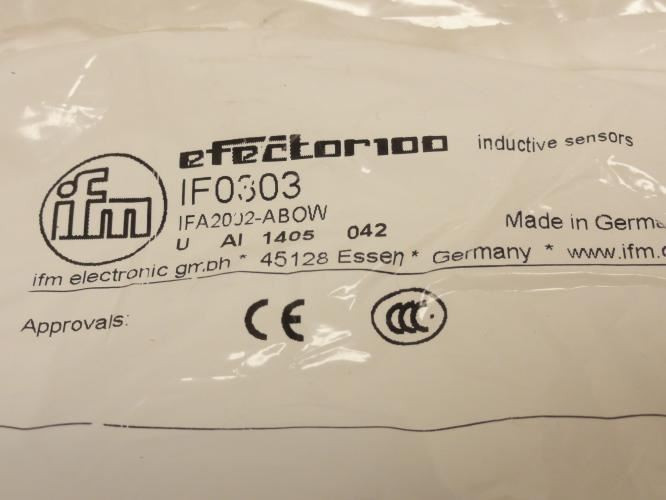 ifm
efector100 inductive sensors
IF0303
IFA2002-ABOW
U AI 1405 042 Made in Germa
ifm electronic gmbh * 45128 Essen * Germany * www.ifm.
Approvals: CE CCC